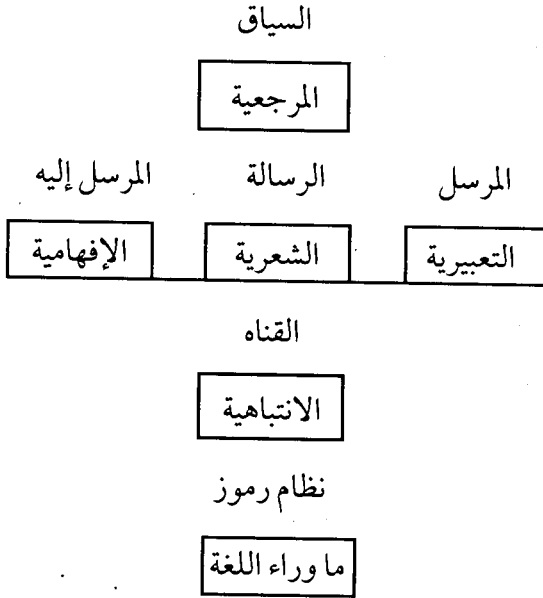 السياق
المرجعية
المرسل الرسالة المرسل إليه
التعبيرية الشعرية الإفهامية
القناه
الانتباهية
نظام رموز
ما وراء اللغة